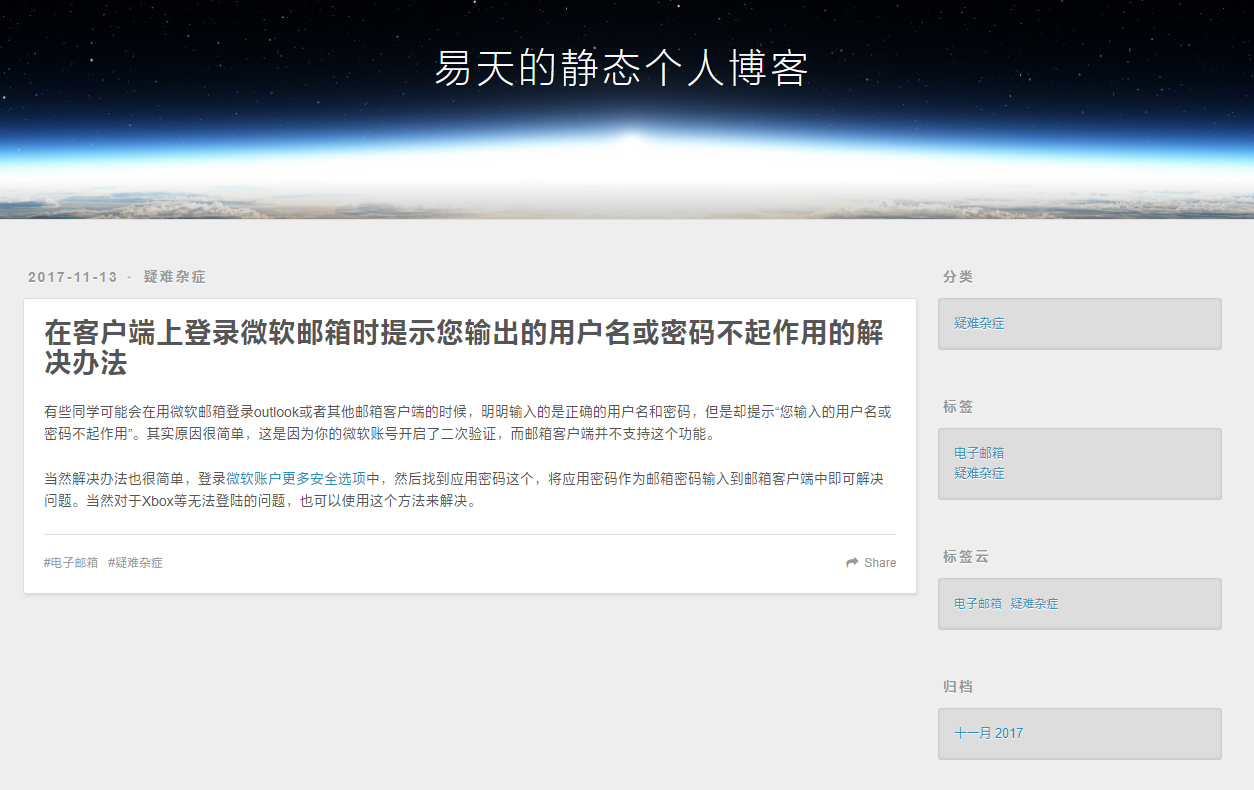 易天的静态个人博客
2017-11-13 - 疑难杂症
在客户端上登录微软邮箱时提示您输出的用户名或密码不起作用的解
决办法
有些同学可能会在用微软邮箱登录outlook或者其他邮箱客户端的时候，明明输入的是正确的用户名和密码，但是却提示“您输入的用户名或
密码不起作用”。其实原因很简单，这是因为你的微软账号开启了二次验证，而邮箱客户端并不支持这个功能。
当然解决办法也很简单，登录微软账户更多安全选项中，然后找到应用密码这个，将应用密码作为邮箱密码输入到邮箱客户端中即可解决
问题。当然对于Xbox等无法登陆的问题，也可以使用这个方法来解决。
#电子邮箱 #疑难杂症
Share
分类
疑难杂症
标签
电子邮箱
疑难杂症
标签云
电子邮箱 疑难杂症
归档
十一月 2017